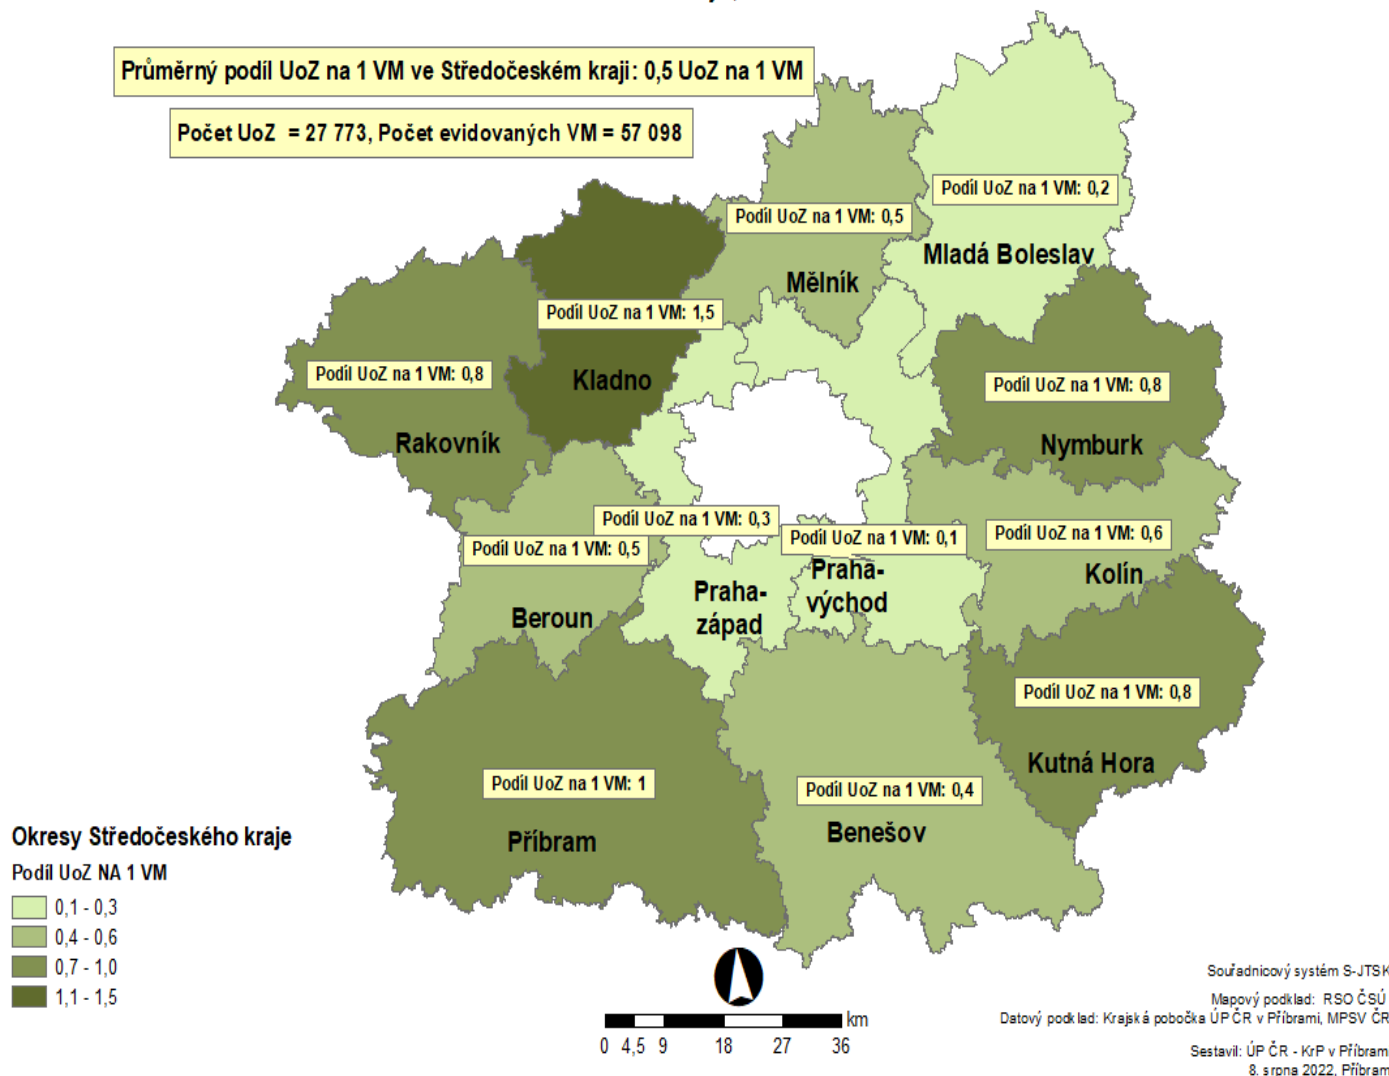 Průměrný podíl UoZ na 1 VM ve Středočeském kraji: 0,5 UoZ na 1 VM
Počet UoZ = 27 773, Počet evidovaných VM = 57 098
Podíl UoZ na 1 VM: 0,2
Mladá Boleslav
Podíl UoZ na 1 VM: 0,5
Mělník
Podíl UoZ na 1 VM: 1,5
Kladno
Podíl UoZ na 1 VM: 0,8
Rakovník
Podíl UoZ na 1 VM: 0,8
Nymburk
Podíl UoZ na 1 VM: 0,3
Praha-
západ
Podíl UoZ na 1 VM: 0,1
Praha-
východ
Podíl UoZ na 1 VM: 0,5
Beroun
Podíl UoZ na 1 VM: 0,6
Kolín
Podíl UoZ na 1 VM: 0,8
Kutná Hora
Podíl UoZ na 1 VM: 1
Příbram
Podíl UoZ na 1 VM: 0,4
Benešov
Okresy Středočeského kraje
Podíl UoZ NA 1 VM
0,1 - 0,3
0,4 - 0,6
0,7 - 1,0
1,1 - 1,5
km
0 4,5 9 18 27 36
Souřadnicový systém S-JTSK
Mapový podklad: RSO ČSÚ
Datový podklad: Krajská pobočka ÚP ČR v Příbrami, MPSV ČR
Sestavil: ÚP ČR - KrP v Příbram
8. srpna 2022, Příbram